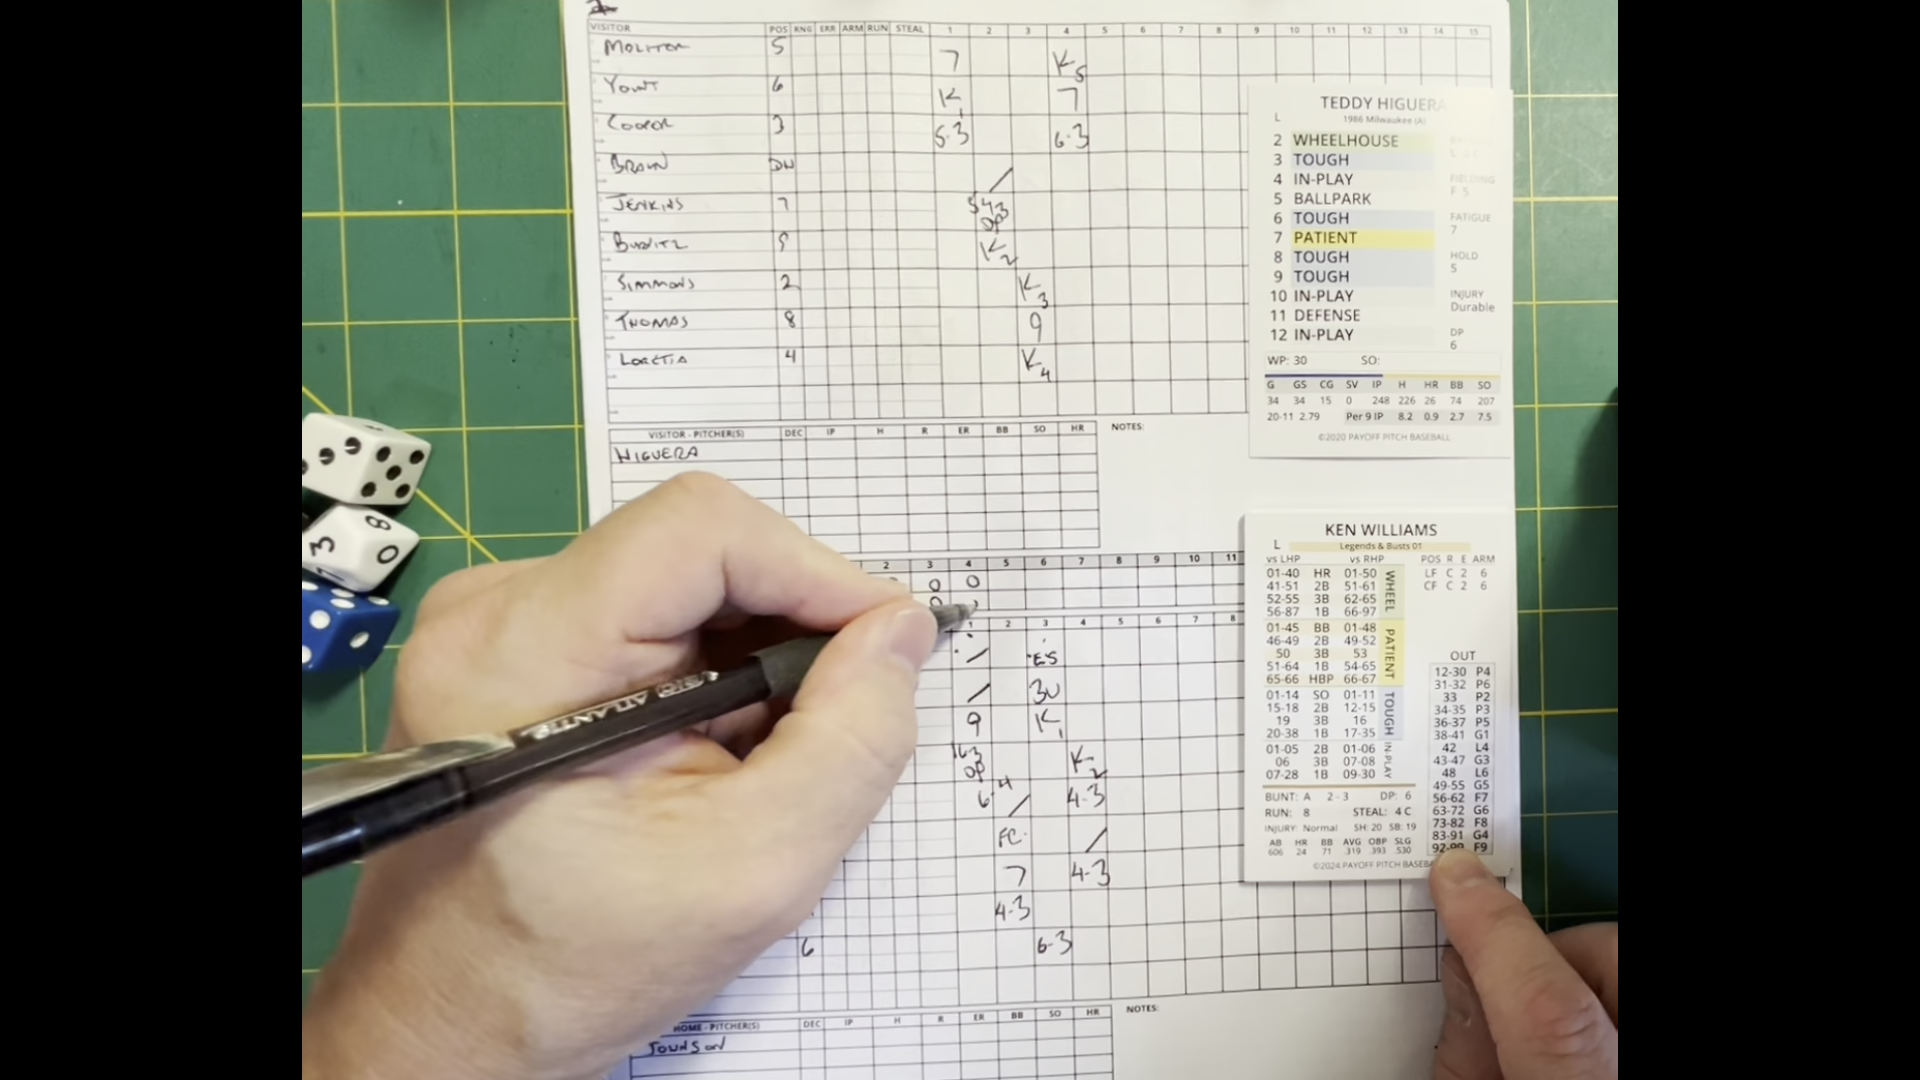 VISITOR POS RNG ERR ARM RUN STEAL 1 2 3 4 5 6 7 8 9 10 11 12 13 14 15
MOLITOR 5 7 K5
YOUNT 6 K1 7
COOPER 3 5-3 6-3
BRAUN DH
JENKINS 7 543 DP
BURNITZ 9 K2
SIMMONS 2 K3
THOMAS 8 9
LORETTA 4 K4
VISITOR - PITCHER(S) DEC IP H R ER BB SO HR NOTES:
HIGUERA
2 3 4 5 6 7 8 9 10 11
0 0
0
1 2 3 4 5 6 7 8
E5
3U
9 K1
163 DP K2
6-4 4-3
FC
7 4-3
4-3
6 6-3
HOME - PITCHER(S) DEC IP H R ER BB SO HR NOTES:
JOHNSON
TEDDY HIGUERA
L 1986 Milwaukee (A)
2 WHEELHOUSE
3 TOUGH
4 IN-PLAY FIELDING
5 BALLPARK F 5
6 TOUGH FATIGUE
7 PATIENT 7
8 TOUGH HOLD
9 TOUGH 5
10 IN-PLAY INJURY
11 DEFENSE Durable
12 IN-PLAY DP
6
WP: 30 SO:
G GS CG SV IP H HR BB SO
34 34 15 0 248 226 26 74 207
20-11 2.79 Per 9 IP 8.2 0.9 2.7 7.5
©2020 PAYOFF PITCH BASEBALL
KEN WILLIAMS
L Legends & Busts 01
vs LHP vs RHP POS R E ARM
01-40 HR 01-50 LF C 2 6
41-51 2B 51-61 CF C 2 6
52-55 3B 62-65
56-87 1B 66-97
WHEEL
01-45 BB 01-48
46-49 2B 49-52
50 3B 53
51-64 1B 54-65
65-66 HBP 66-67
PATIENT
01-14 SO 01-11
15-18 2B 12-15
19 3B 16
20-38 1B 17-35
TOUGH
01-05 2B 01-06
06 3B 07-08
07-28 1B 09-30
IN-PLAY
OUT
12-30 P4
31-32 P6
33 P2
34-35 P3
36-37 P5
38-41 G1
42 L4
43-47 G3
48 L6
49-55 G5
56-62 F7
63-72 G6
73-82 F8
83-91 G4
92-99 F9
BUNT: A 2 - 3 DP: 6
RUN: 8 STEAL: 4 C
INJURY: Normal SH: 20 SB: 19
AB HR BB AVG OBP SLG
606 24 71 .319 .393 .530
©2024 PAYOFF PITCH BASEBA
3 8 0
BIC ATLANTIS